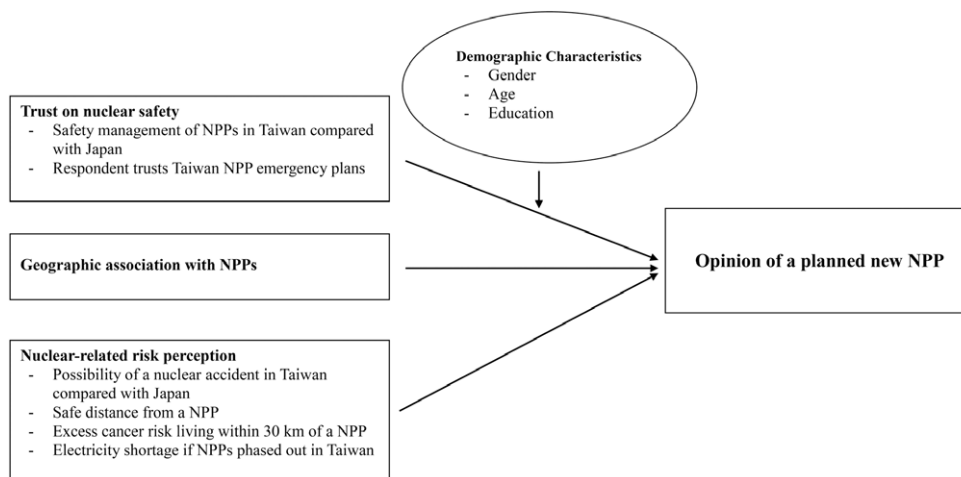 Demographic Characteristics
- Gender
- Age
- Education
Trust on nuclear safety
- Safety management of NPPs in Taiwan compared
with Japan
- Respondent trusts Taiwan NPP emergency plans
Geographic association with NPPs
Opinion of a planned new NPP
Nuclear-related risk perception
- Possibility of a nuclear accident in Taiwan
compared with Japan
- Safe distance from a NPP
- Excess cancer risk living within 30 km of a NPP
- Electricity shortage if NPPs phased out in Taiwan